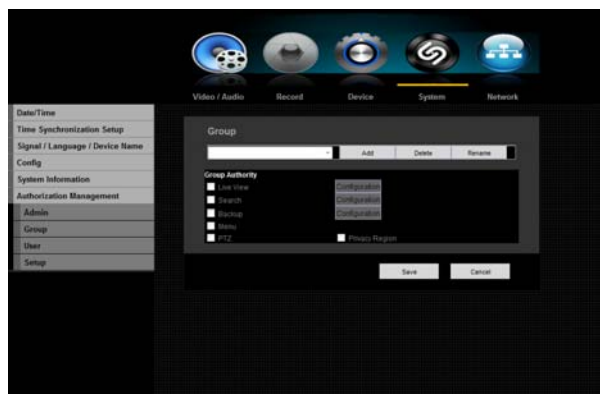 Video / Audio
Record
Device
System
Network
Date/Time
Time Synchronization Setup
Signal / Language / Device Name
Config
System Information
Authorization Management
Admin
Group
User
Setup
Group
Add
Delete
Rename
Group Authority
Live View
Configuration
Search
Configuration
Backup
Configuration
Menu
PTZ
Privacy Region
Save
Cancel